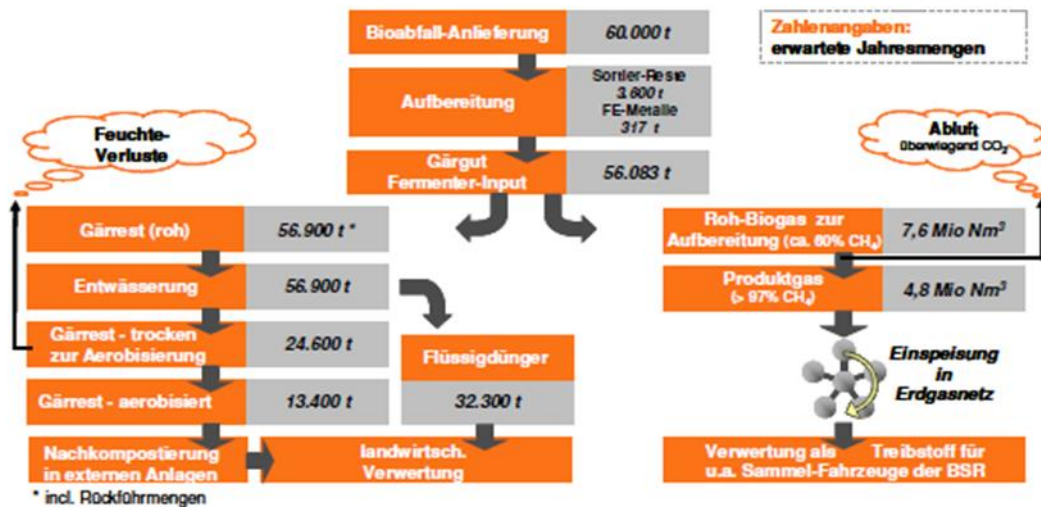 Bioabfall-Anlieferung
60.000 t
Zahlenangaben:
erwartete Jahresmengen
Aufbereitung
Sortier-Reste
3.600 t
FE-Metalle
317 t
Feuchte-
Verluste
Abluft
überwiegend CO2
Gärgut
Fermenter-Input
56.083 t
Gärrest (roh)
56.900 t *
Roh-Biogas zur
Aufbereitung (ca. 60% CH4)
7,6 Mio Nm³
Entwässerung
56.900 t
Produktgas
(> 97% CH4)
4,8 Mio Nm³
Gärrest - trocken
zur Aerobisierung
24.600 t
Flüssigdünger
Einspeisung
in
Erdgasnetz
Gärrest - aerobisiert
13.400 t
32.300 t
Nachkompostierung
in externen Anlagen
landwirtsch.
Verwertung
Verwertung als Treibstoff für
u.a. Sammel-Fahrzeuge der BSR
* incl. Rückführmengen